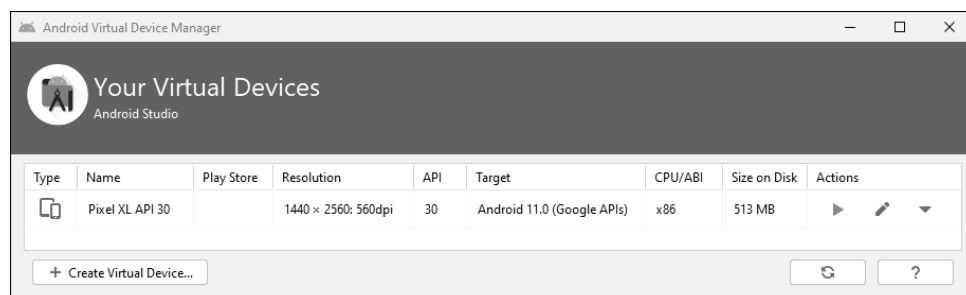 Android Virtual Device Manager
Your Virtual Devices
Android Studio
Type Name Play Store Resolution API Target CPU/ABI Size on Disk Actions
Pixel XL API 30 1440 × 2560: 560dpi 30 Android 11.0 (Google APIs) x86 513 MB
+ Create Virtual Device... ?